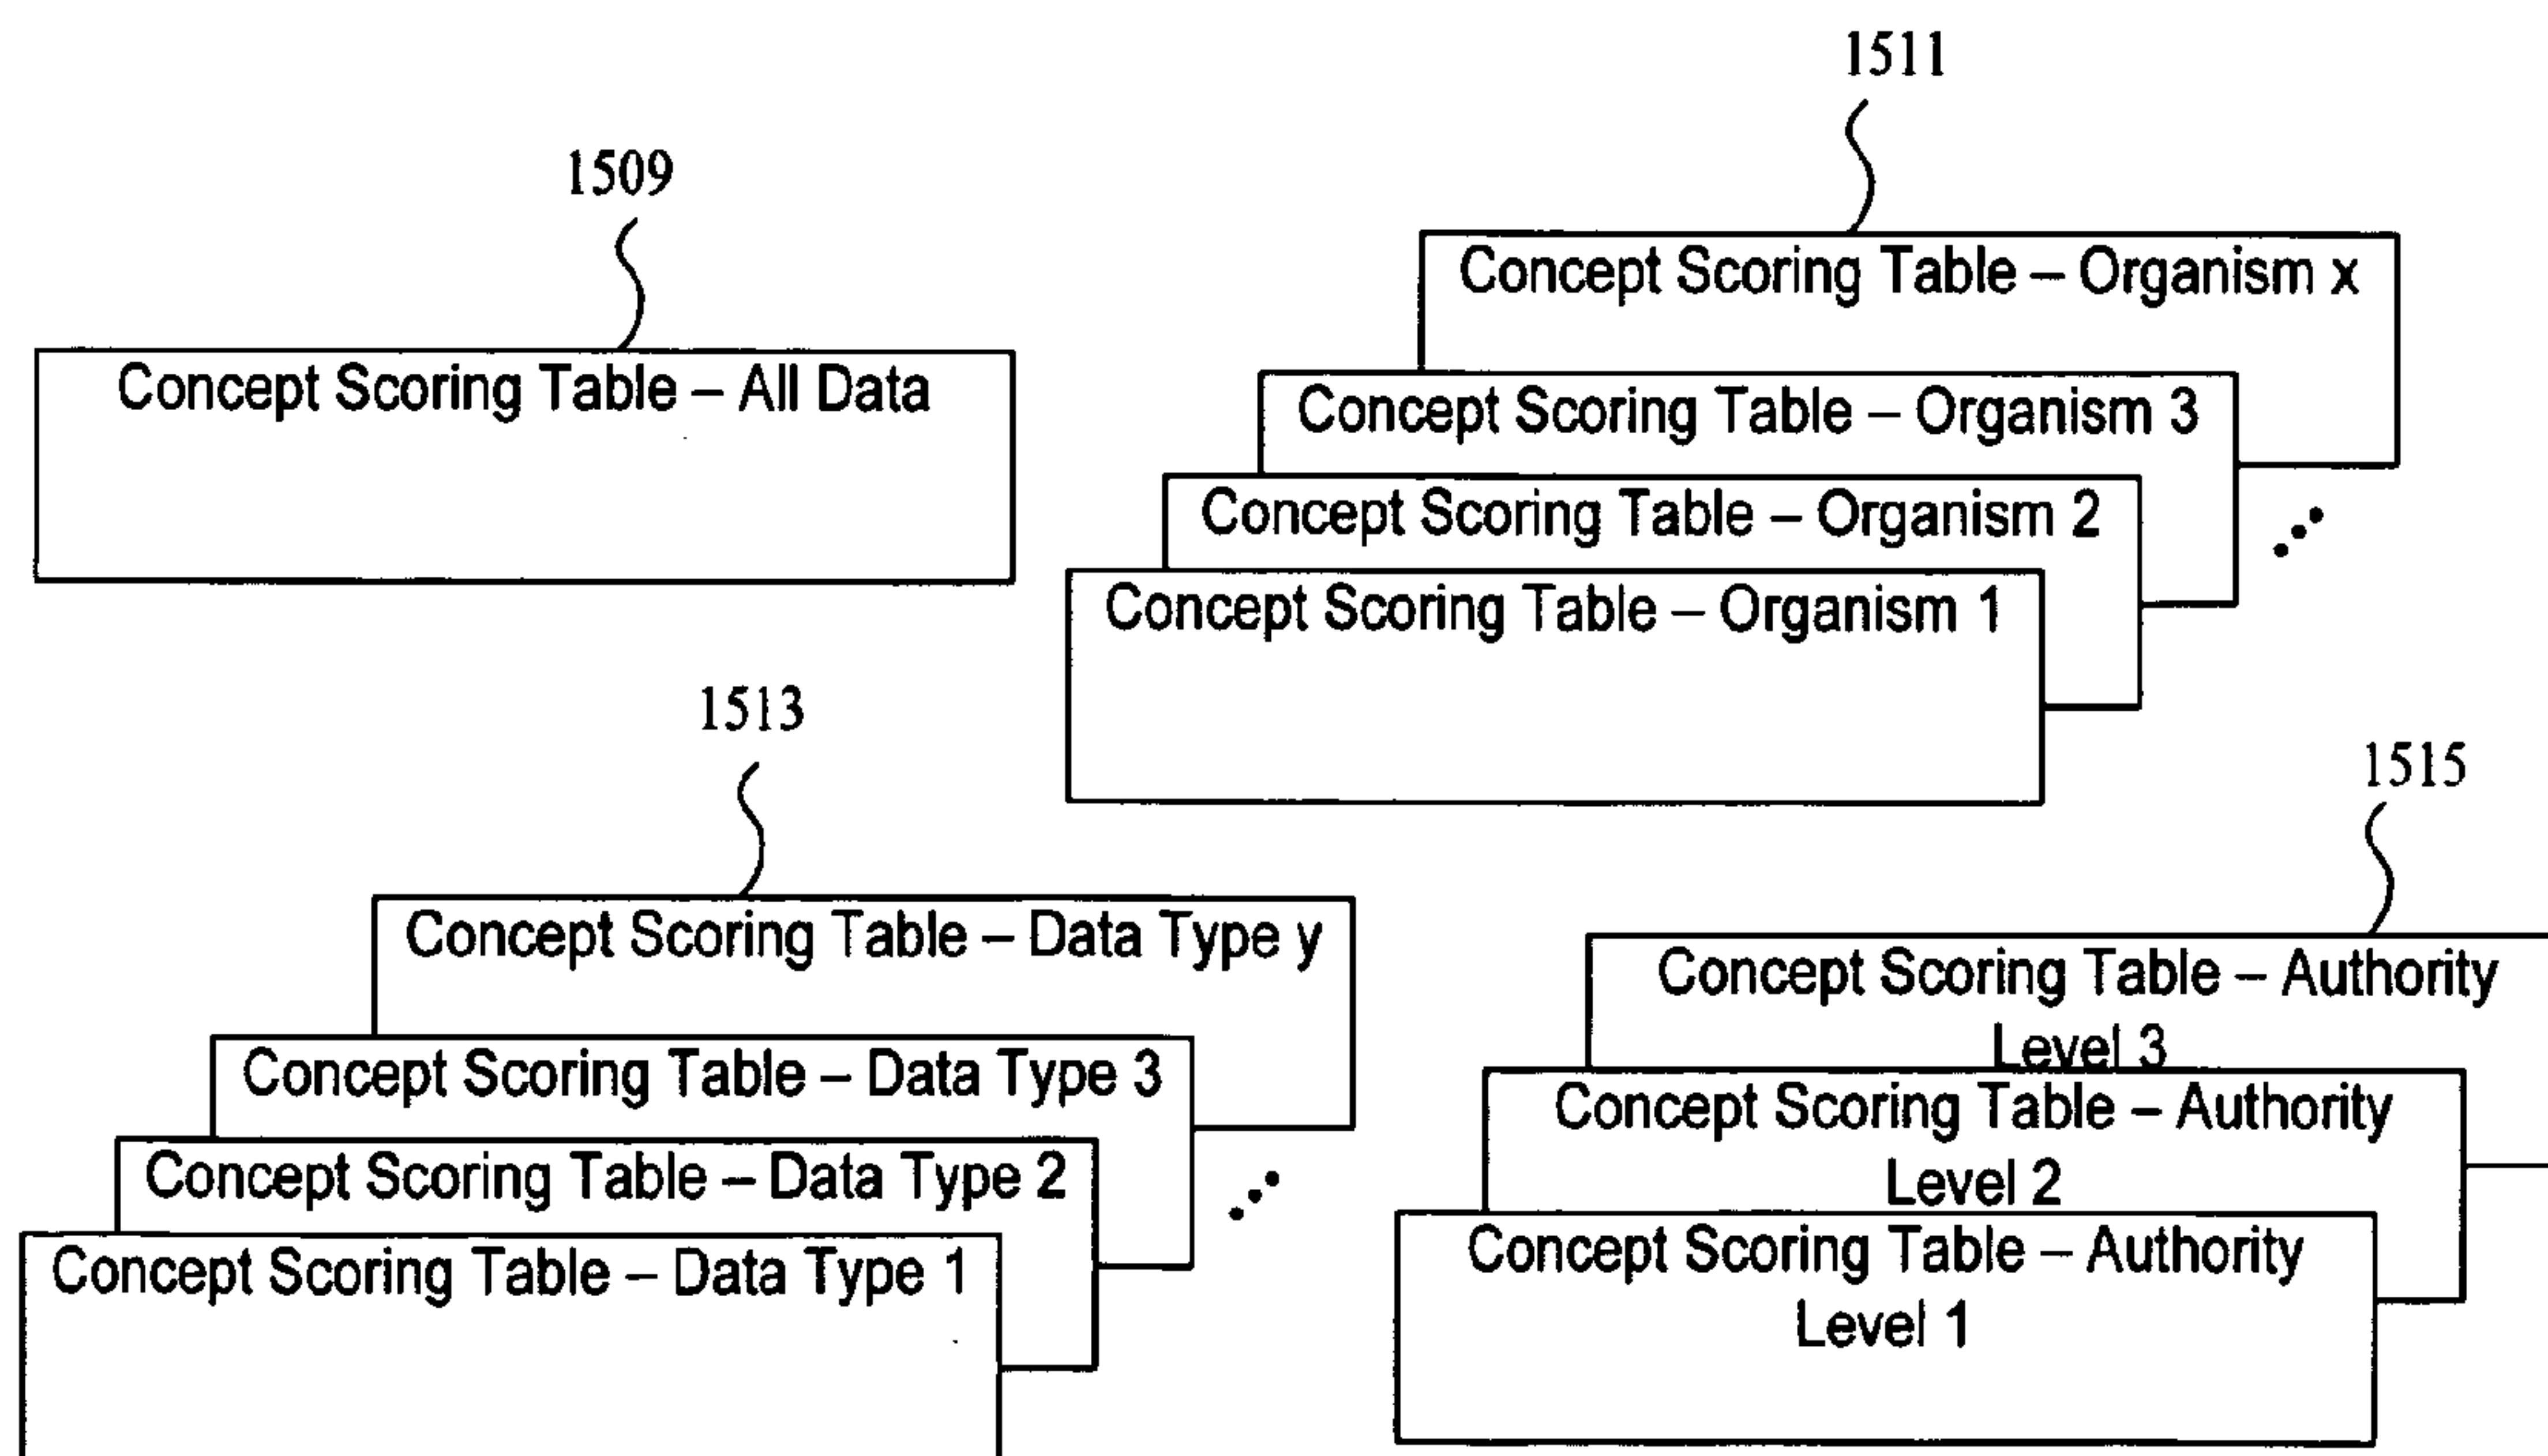 1511
1509
Concept Scoring Table – Organism x
Concept Scoring Table – All Data
Concept Scoring Table – Organism 3
Concept Scoring Table – Organism 2
Concept Scoring Table – Organism 1
1513
1515
Concept Scoring Table – Data Type y
Concept Scoring Table – Authority
Level 3
Concept Scoring Table – Data Type 3
Concept Scoring Table – Authority
Level 2
Concept Scoring Table – Data Type 2
Concept Scoring Table – Authority
Level 1
Concept Scoring Table – Data Type 1